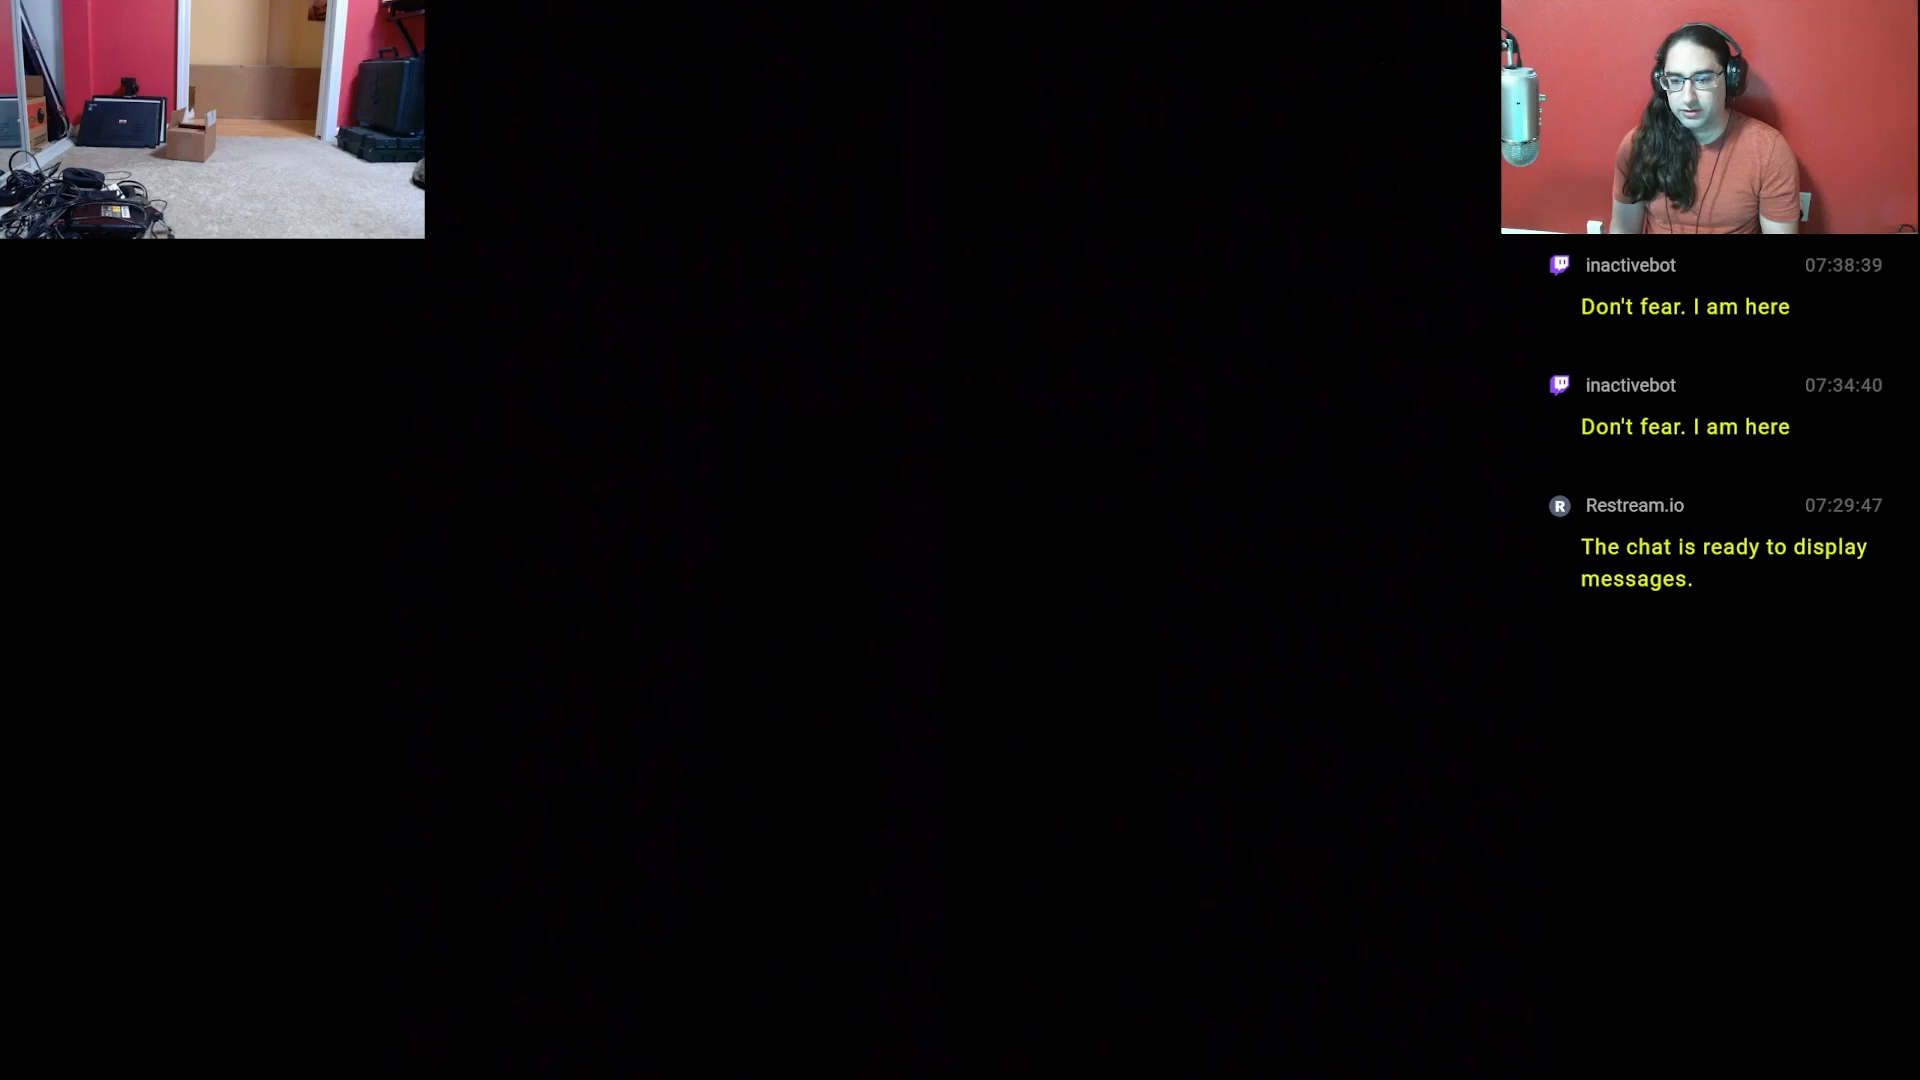 inactivebot 07:38:39
Don't fear. I am here
inactivebot 07:34:40
Don't fear. I am here
R Restream.io 07:29:47
The chat is ready to display
messages.